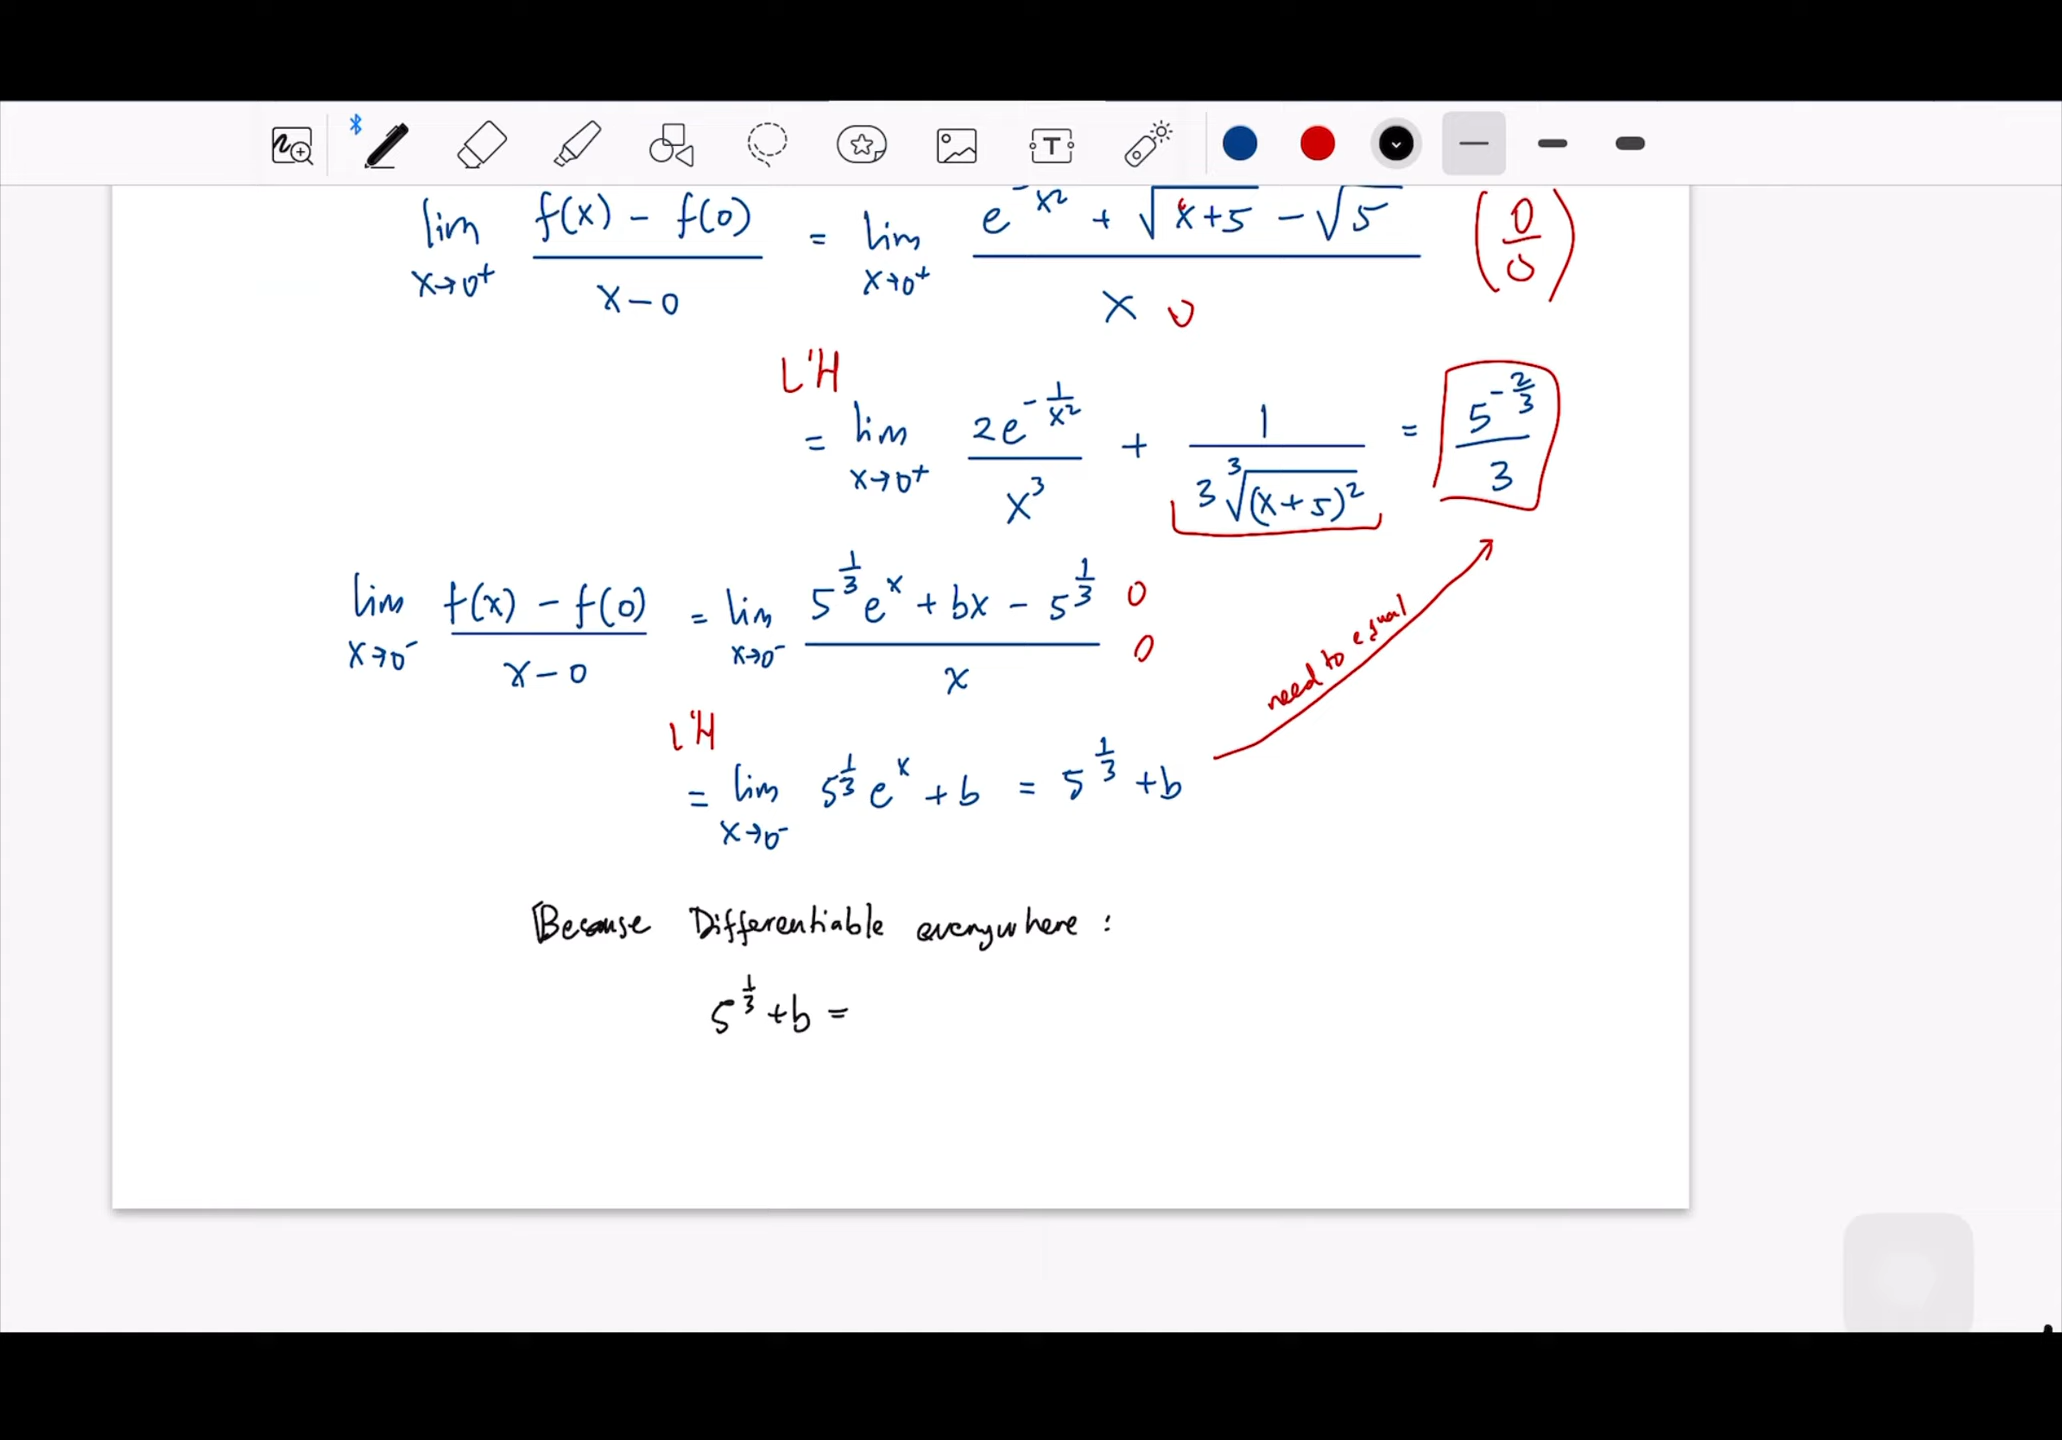 lim x→0⁺ (f(x) - f(0))/(x-0) = lim x→0⁺ (e^(-x²) + √(x+5) - √5)/x 0 (0/0)
L'H
= lim x→0⁺ 2e^(-1/x²)/x³ + 1/(3 ∛((x+5)²)) = 5^(-2/3)/3
lim x→0⁻ (f(x) - f(0))/(x-0) = lim x→0⁻ (5^(1/3) e^x + bx - 5^(1/3))/x 0 0
need to equal
L'H
= lim x→0⁻ 5^(1/3) e^x + b = 5^(1/3) + b
Because Differentiable everywhere :
5^(1/3) + b =